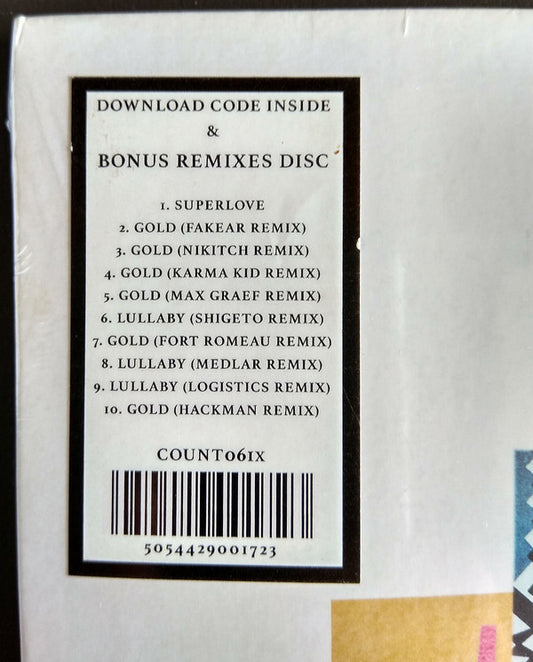 DOWNLOAD CODE INSIDE
&
BONUS REMIXES DISC
1. SUPERLOVE
2. GOLD (FAKEAR REMIX)
3. GOLD (NIKITCH REMIX)
4. GOLD (KARMA KID REMIX)
5. GOLD (MAX GRAEF REMIX)
6. LULLABY (SHIGETO REMIX)
7. GOLD (FORT ROMEAU REMIX)
8. LULLABY (MEDLAR REMIX)
9. LULLABY (LOGISTICS REMIX)
10. GOLD (HACKMAN REMIX)
COUNT061X
5054429001723